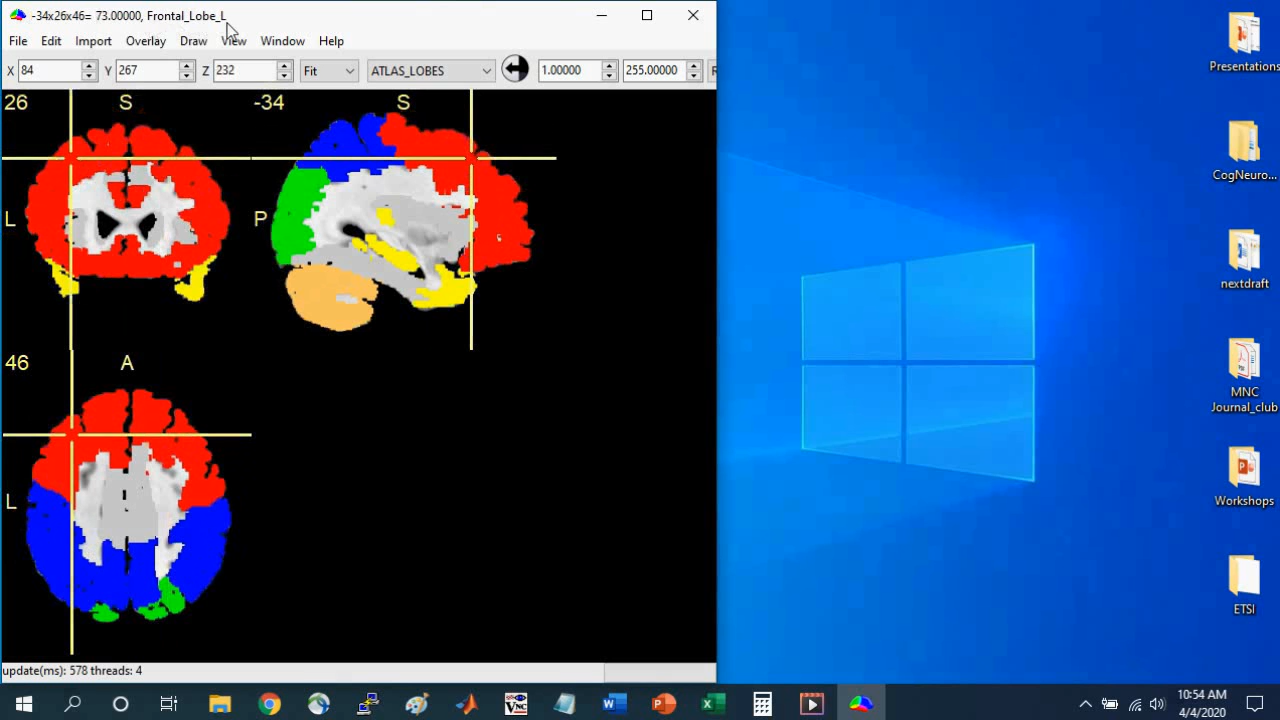 -34x26x46= 73.00000, Frontal_Lobe_L
File Edit Import Overlay Draw View Window Help
X 84 Y 267 Z 232 Fit ATLAS_LOBES 1.00000 255.00000 R
26 S -34 S
L P
46 A
L
update(ms): 578 threads: 4
Presentations
CogNeuro...
nextdraft
MNC
Journal_club
Workshops
ETSI
10:54 AM
4/4/2020